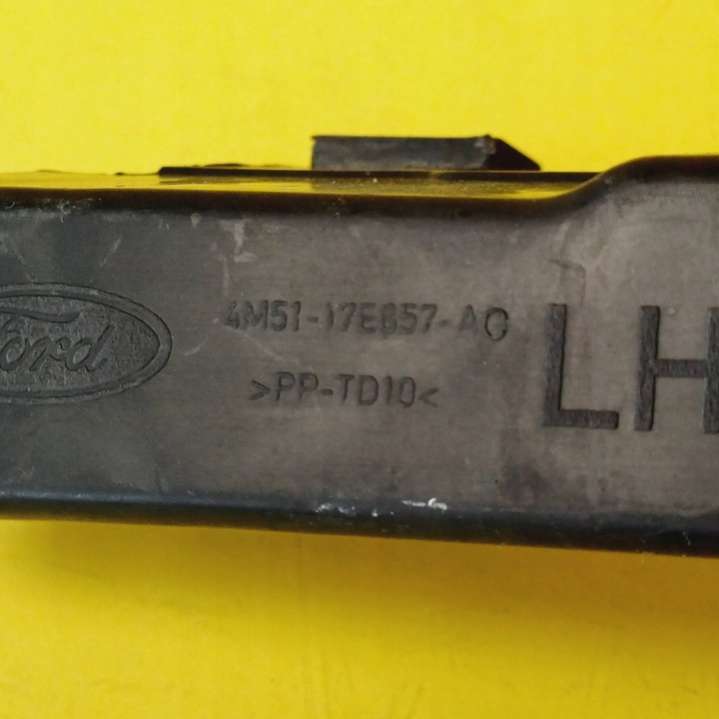 Ford
4M51-17E857-AC
>PP-TD10<
LH